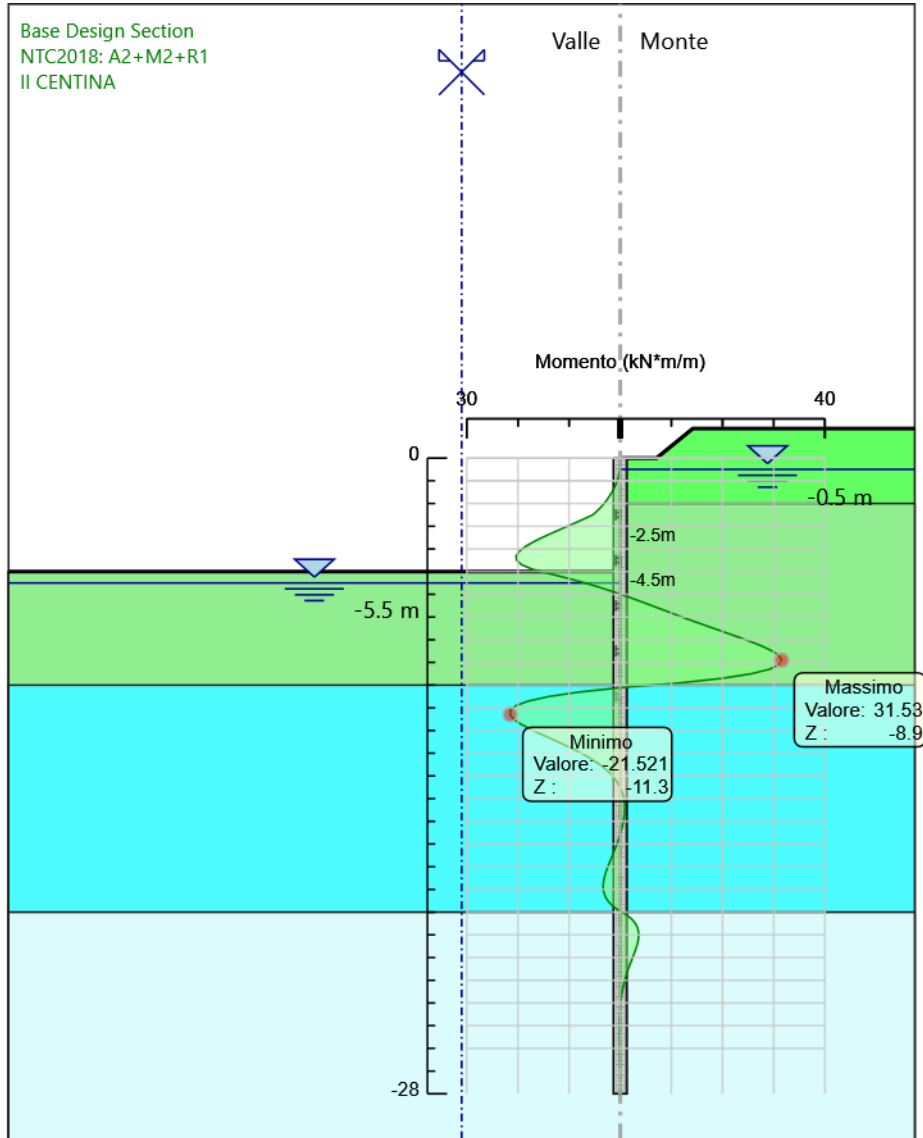 Base Design Section
NTC2018: A2+M2+R1
II CENTINA
Valle
Monte
Momento (kN*m/m)
30
40
0
-0.5 m
-2.5m
-4.5m
-5.5 m
Massimo
Valore: 31.53
Z : -8.9
Minimo
Valore: -21.521
Z : -11.3
-28